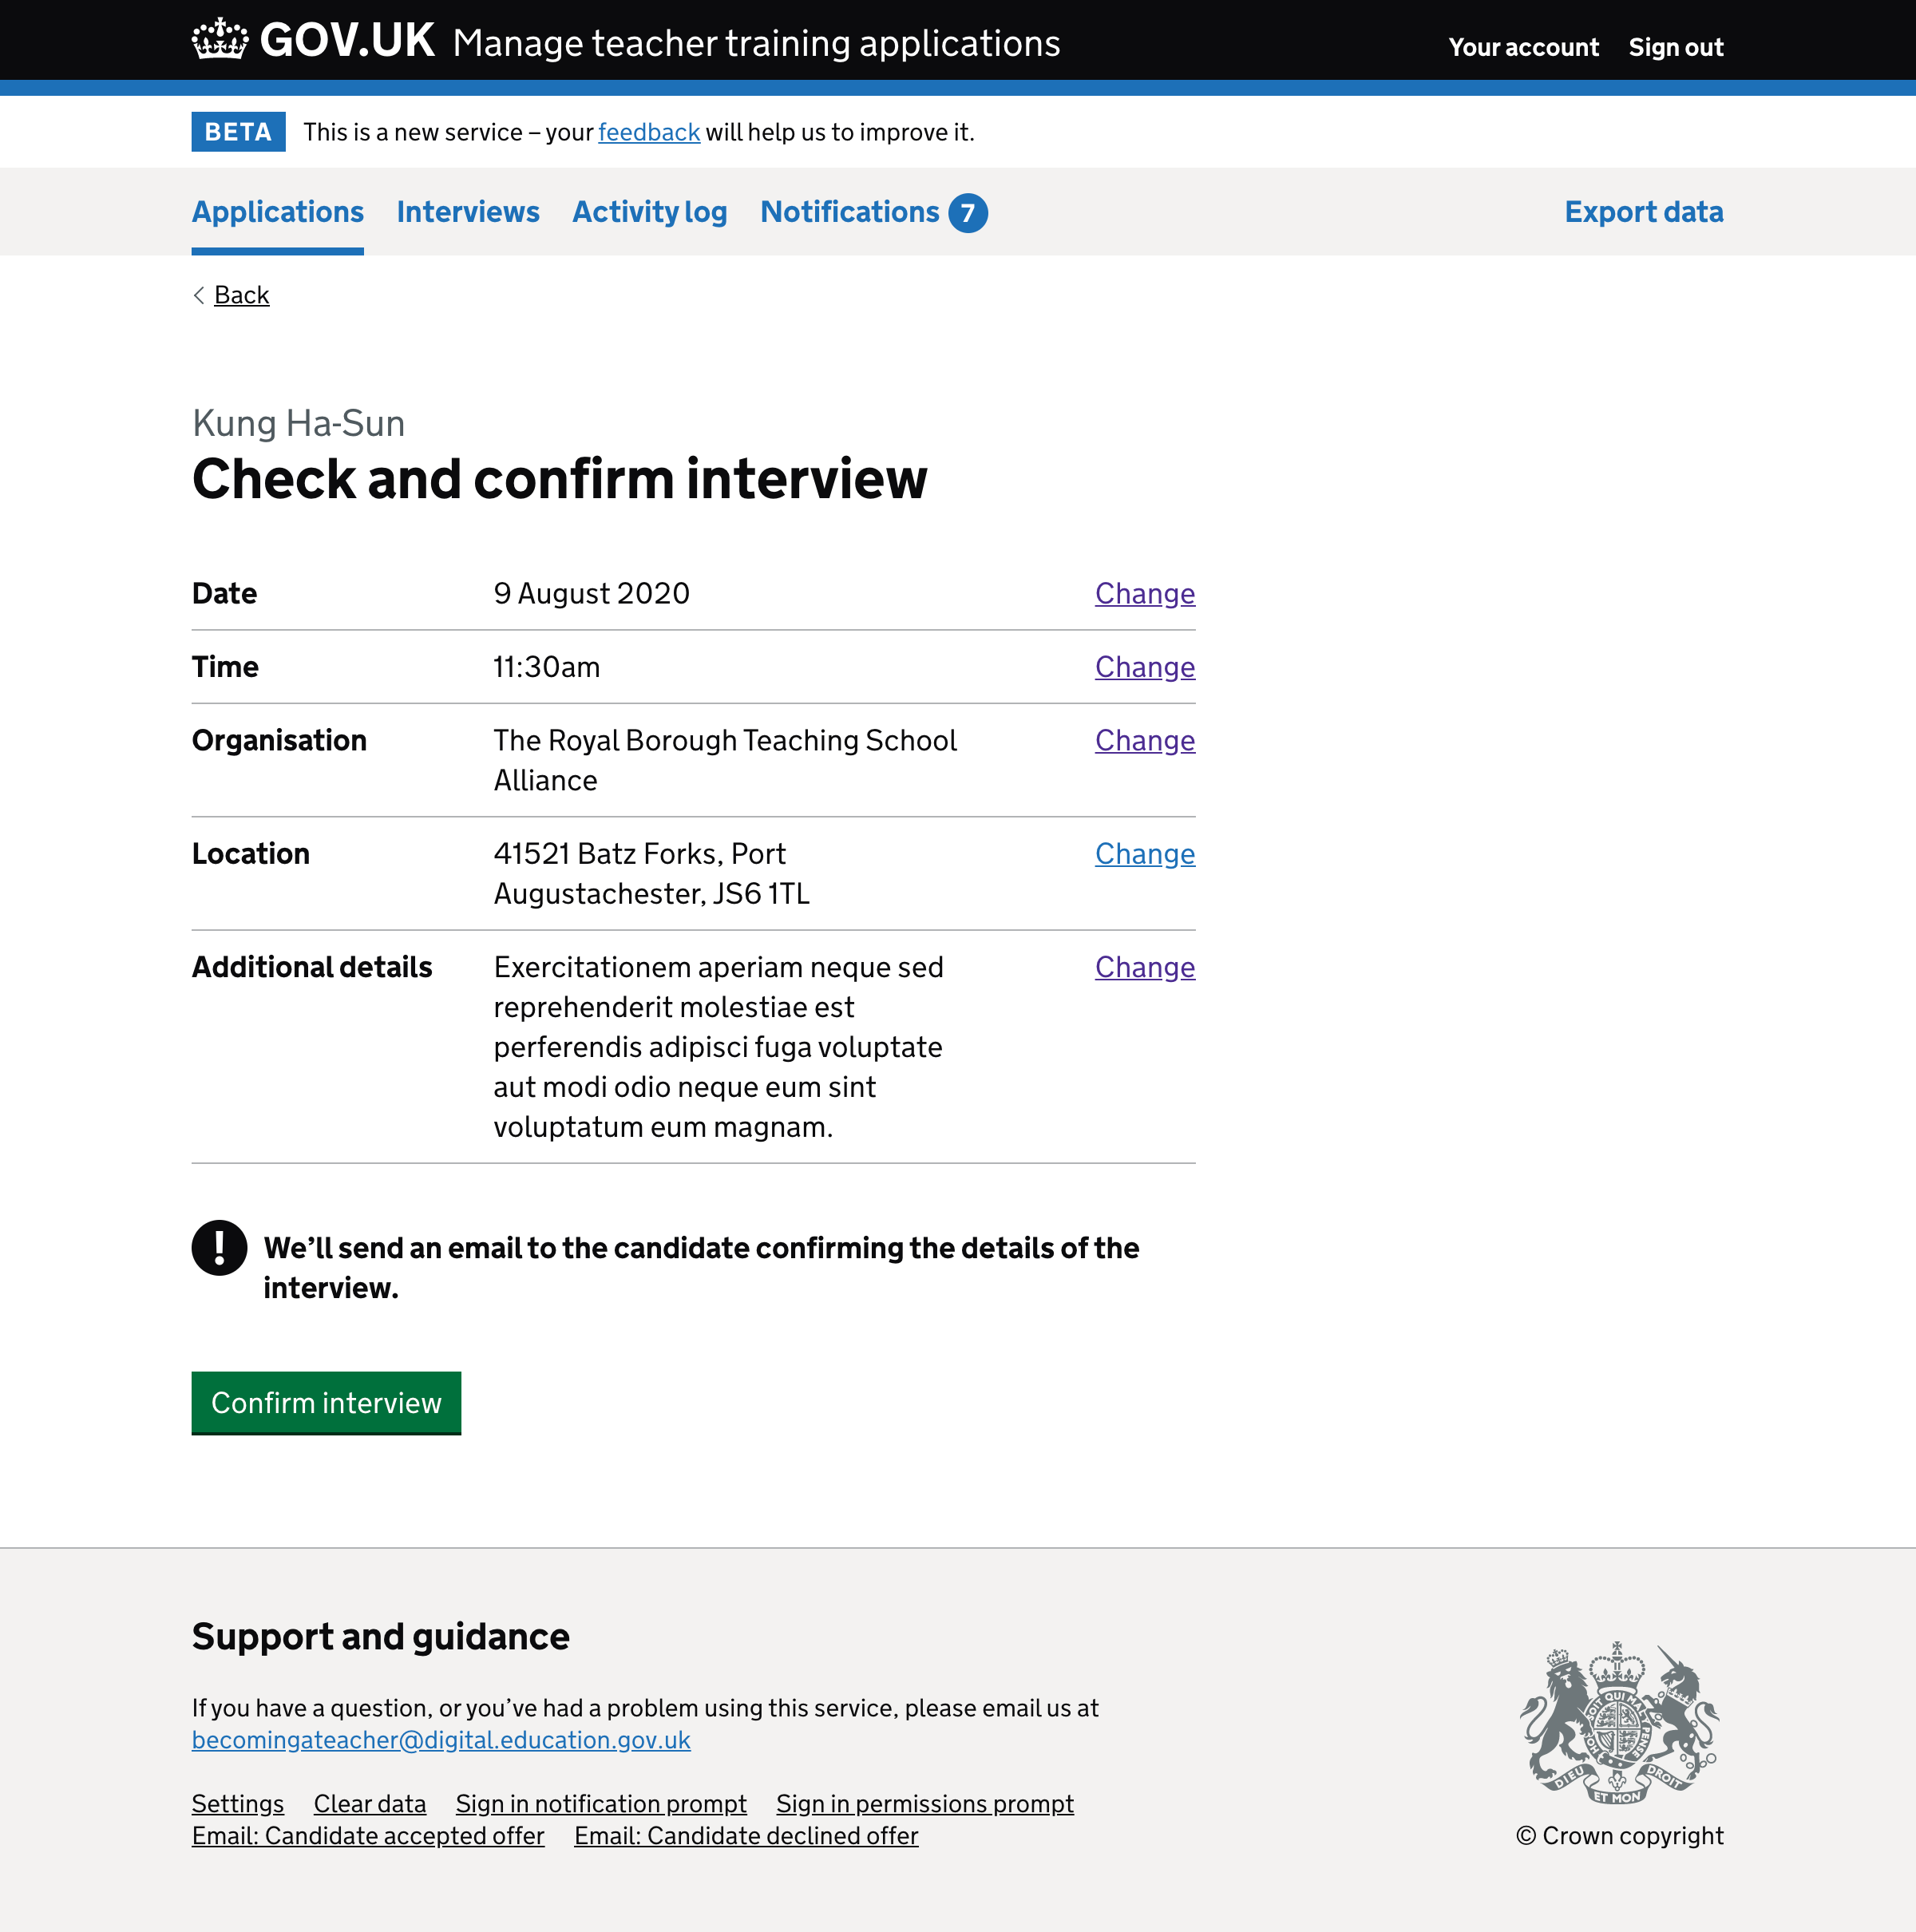 GOV.UK Manage teacher training applications
Your account Sign out
BETA This is a new service – your feedback will help us to improve it.
Applications Interviews Activity log Notifications 7 Export data
Back
Kung Ha-Sun
Check and confirm interview
Date 9 August 2020 Change
Time 11:30am Change
Organisation The Royal Borough Teaching School Change
Alliance
Location 41521 Batz Forks, Port Change
Augustachester, JS6 1TL
Additional details Exercitationem aperiam neque sed Change
reprehenderit molestiae est
perferendis adipisci fuga voluptate
aut modi odio neque eum sint
voluptatum eum magnam.
! We’ll send an email to the candidate confirming the details of the
interview.
Confirm interview
Support and guidance
If you have a question, or you’ve had a problem using this service, please email us at
becomingateacher@digital.education.gov.uk
Settings Clear data Sign in notification prompt Sign in permissions prompt
Email: Candidate accepted offer Email: Candidate declined offer
DIEU ET MON DROIT
© Crown copyright